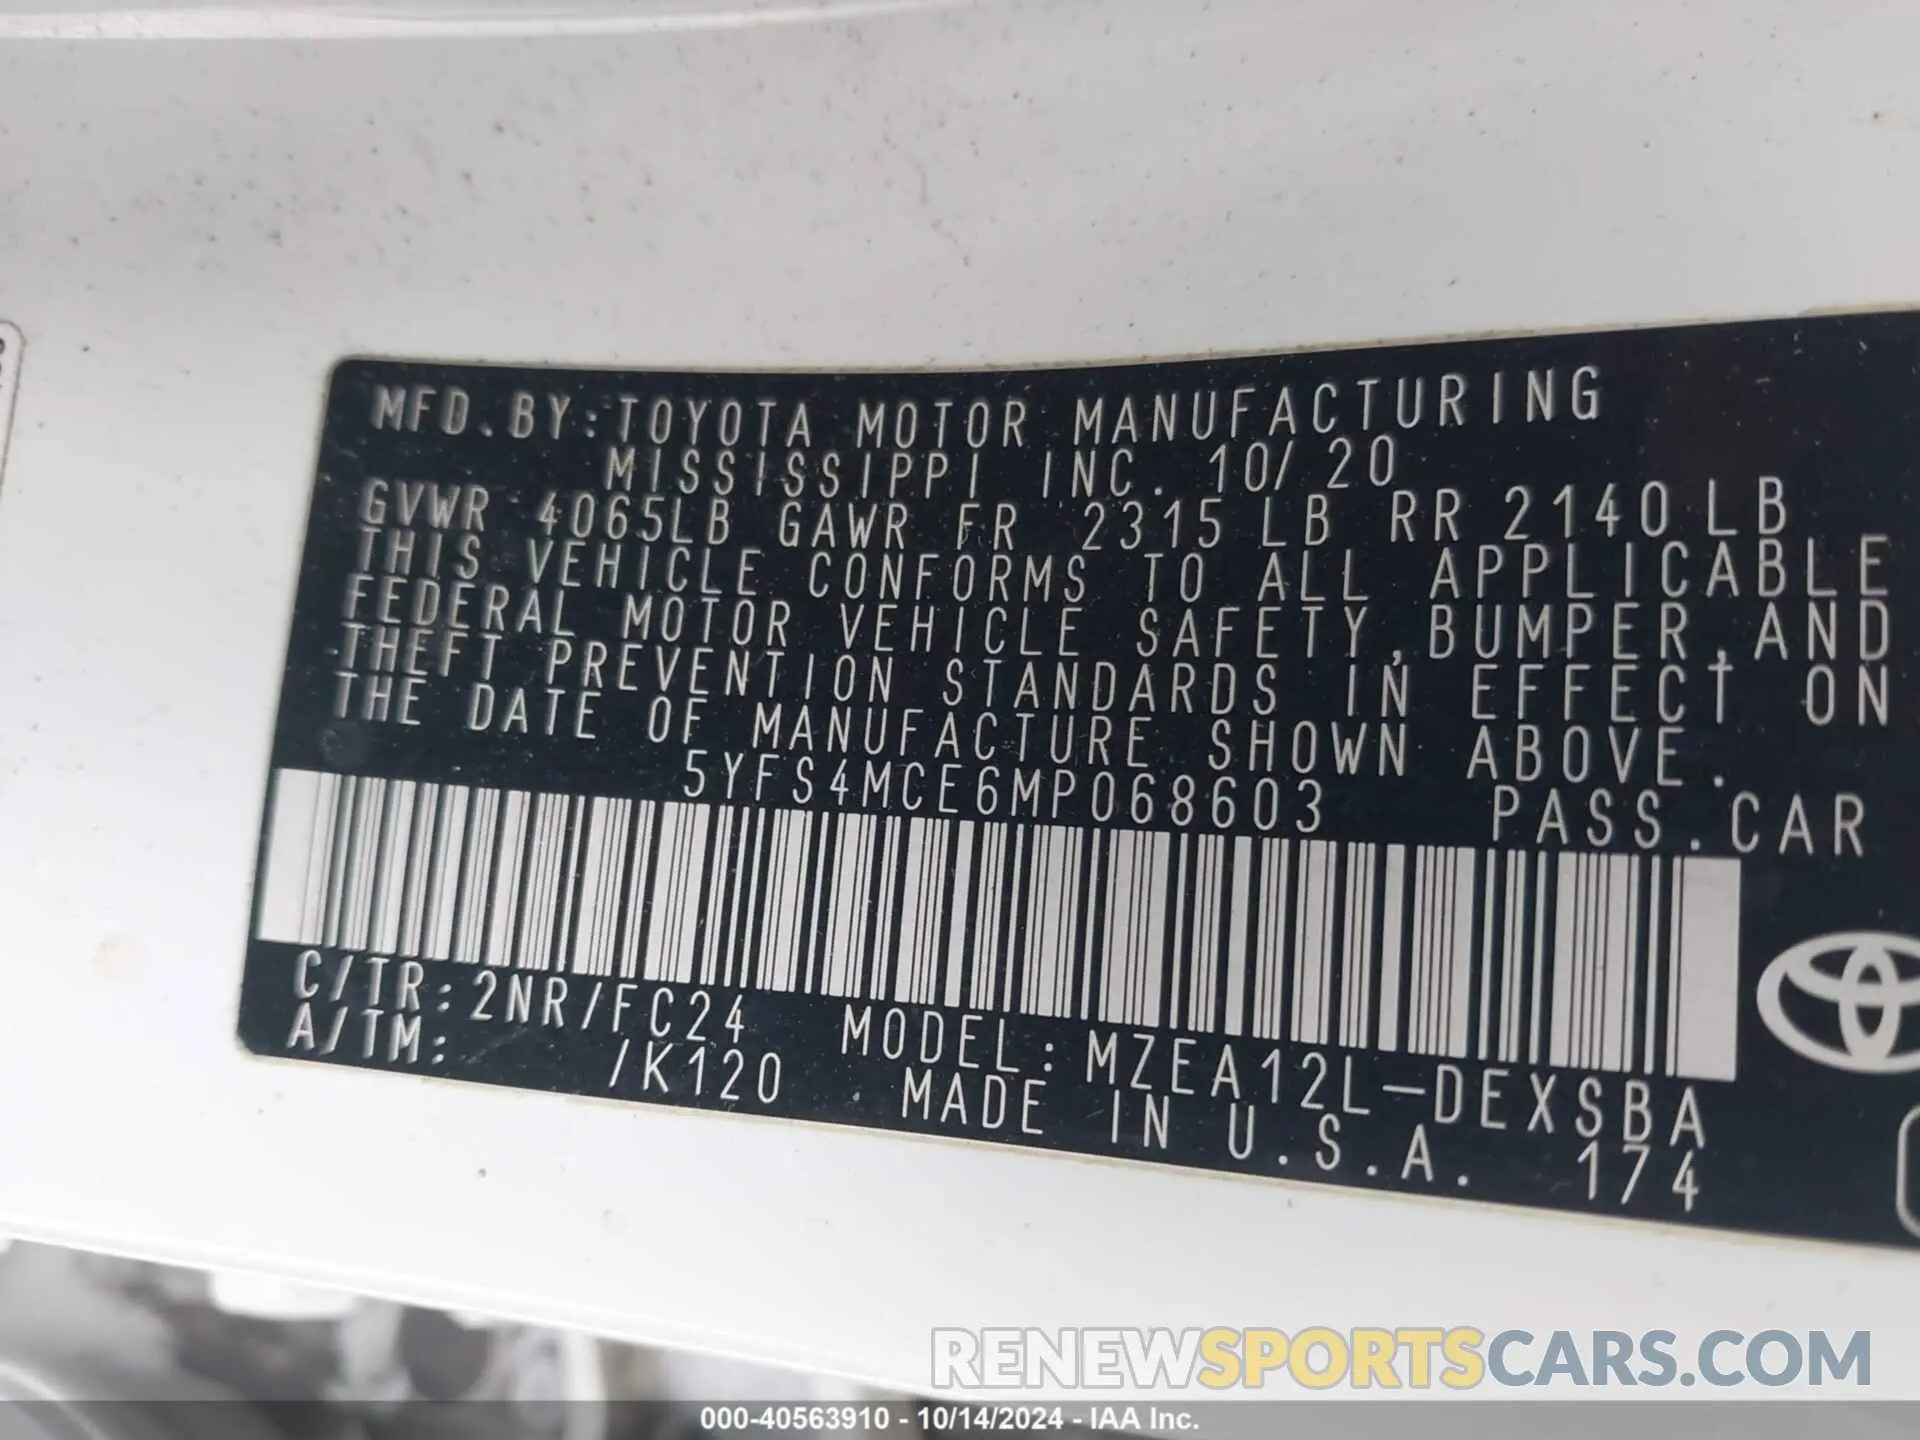 MFD.BY:TOYOTA MOTOR MANUFACTURING
MISSISSIPPI INC. 10/20
GVWR 4065LB GAWR FR 2315LB RR 2140LB
THIS VEHICLE CONFORMS TO ALL APPLICABLE
FEDERAL MOTOR VEHICLE SAFETY,BUMPER,AND
THEFT PREVENTION STANDARDS IN EFFECT ON
THE DATE OF MANUFACTURE SHOWN ABOVE.
5YFS4MCE6MP068603 PASS.CAR
C/TR:2NR/FC24 MODEL:MZEA12L-DEXSBA
A/TM: /K120 MADE IN U.S.A. 174
RENEWSPORTSCARS.COM
000-40563910 - 10/14/2024 - IAA Inc.